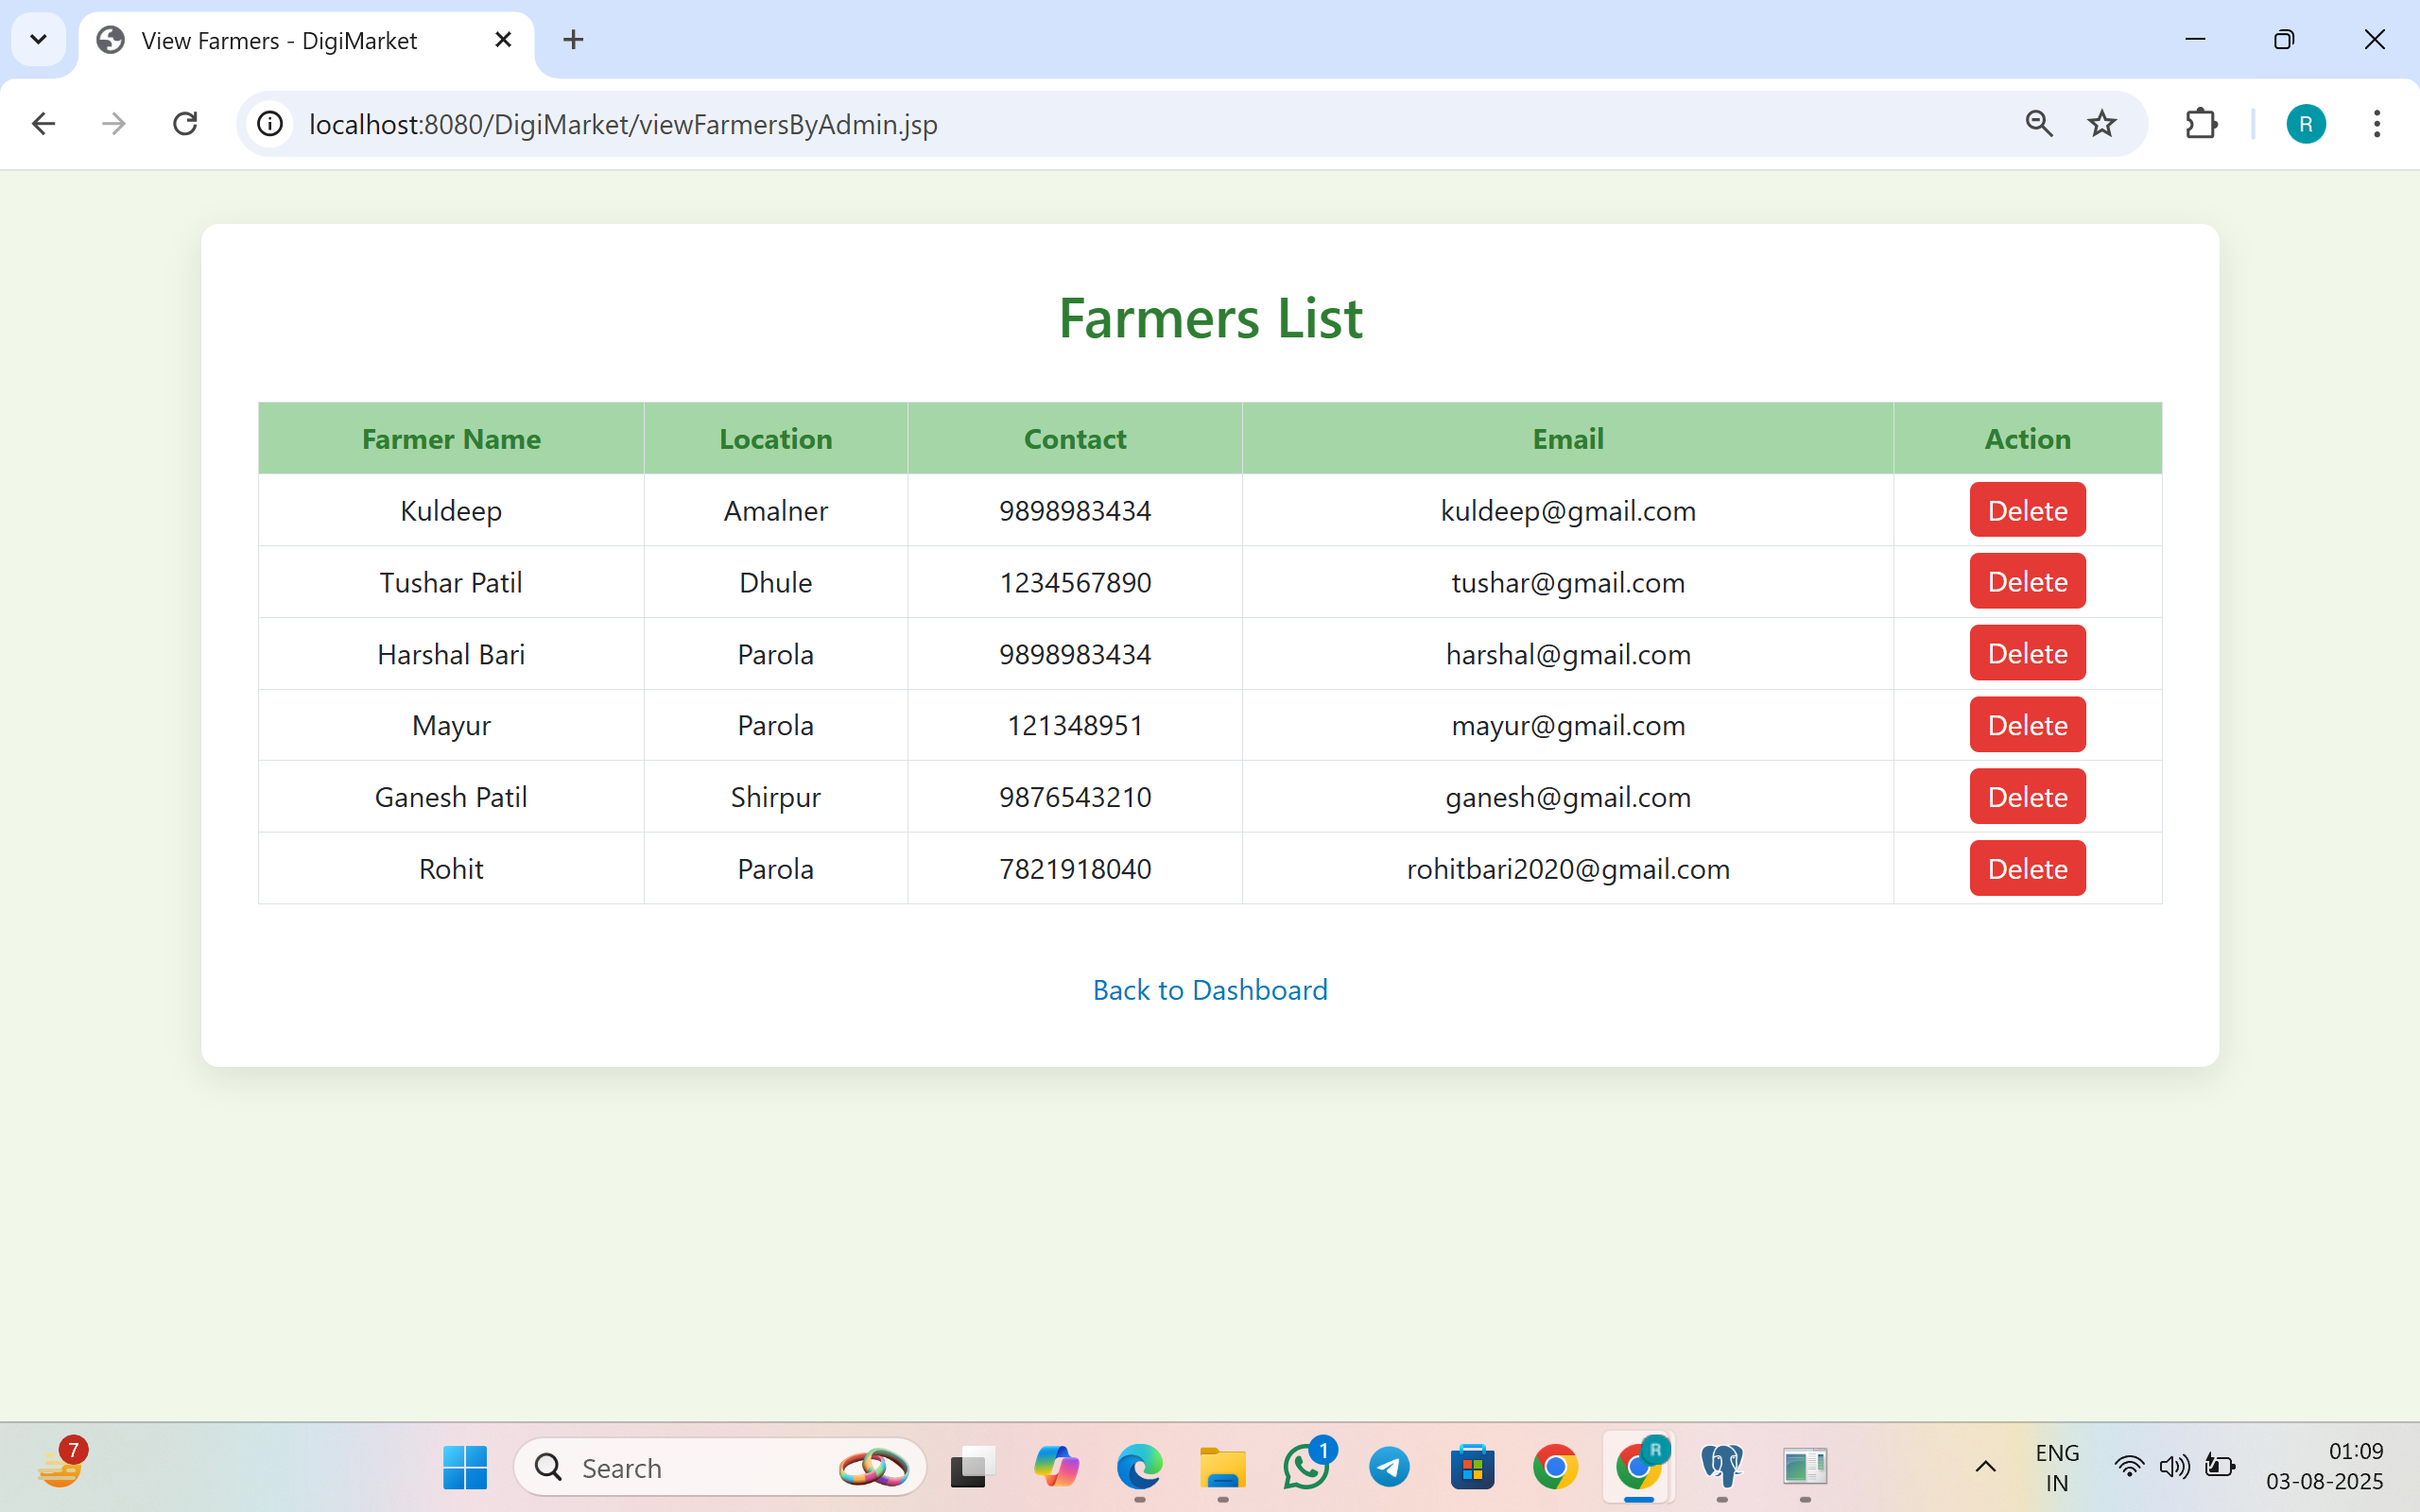 View Farmers - DigiMarket
localhost:8080/DigiMarket/viewFarmersByAdmin.jsp
R
Farmers List
Farmer Name Location Contact Email Action
Kuldeep Amalner 9898983434 kuldeep@gmail.com Delete
Tushar Patil Dhule 1234567890 tushar@gmail.com Delete
Harshal Bari Parola 9898983434 harshal@gmail.com Delete
Mayur Parola 121348951 mayur@gmail.com Delete
Ganesh Patil Shirpur 9876543210 ganesh@gmail.com Delete
Rohit Parola 7821918040 rohitbari2020@gmail.com Delete
Back to Dashboard
7
Search
1
R
ENG
IN
01:09
03-08-2025